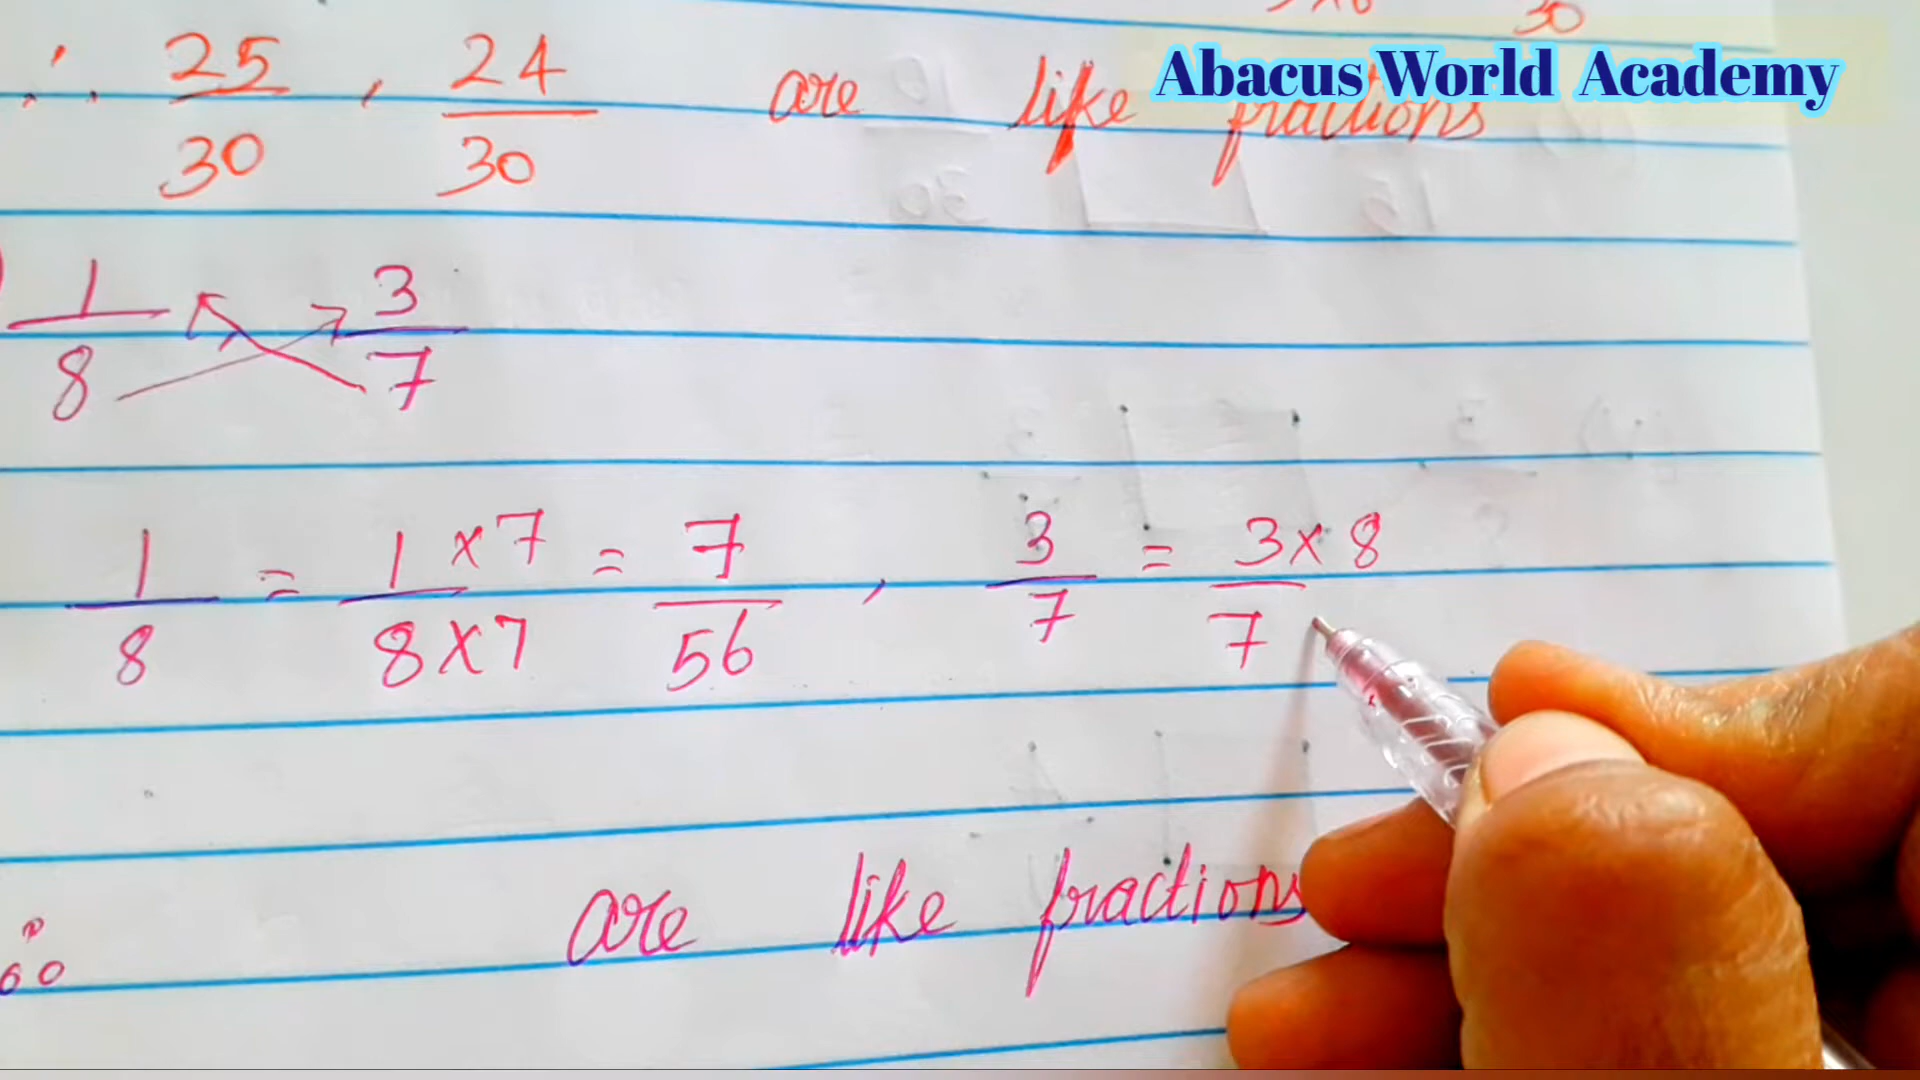 30
Abacus World Academy
∴ 25/30 , 24/30 are like fractions
1/8 3/7
1/8 = 1×7/8×7 = 7/56 , 3/7 = 3×8/7
∴ are like fractions